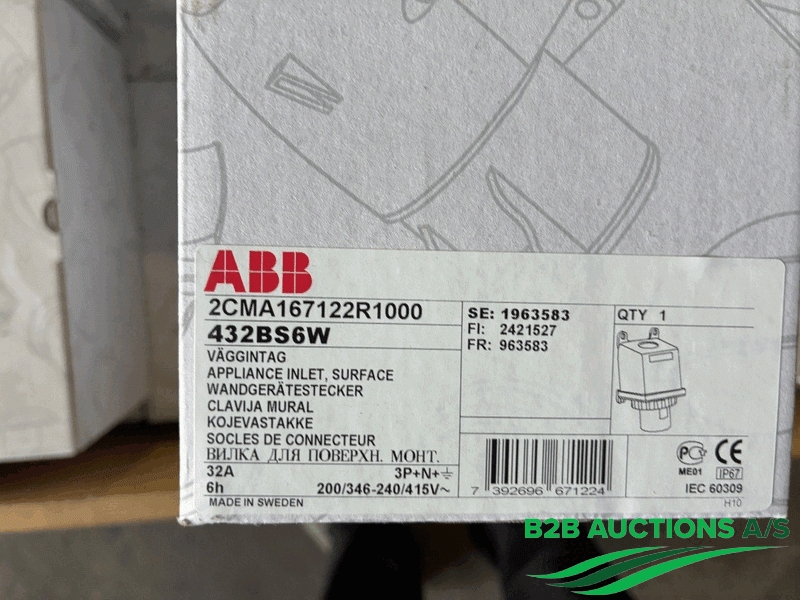 ABB
2CMA167122R1000
432BS6W
VÄGGINTAG
APPLIANCE INLET, SURFACE
WANDGERÄTESTECKER
CLAVIJA MURAL
KOJEVASTAKKE
SOCLES DE CONNECTEUR
ВИЛКА ДЛЯ ПОВЕРХН. МОНТ.
32A 3P+N+⏚
6h 200/346-240/415V~
MADE IN SWEDEN
SE: 1963583
FI: 2421527
FR: 963583
QTY 1
7 392696 671224
PC CE
ME01 IP67
IEC 60309
H10
B2B AUCTIONS A/S